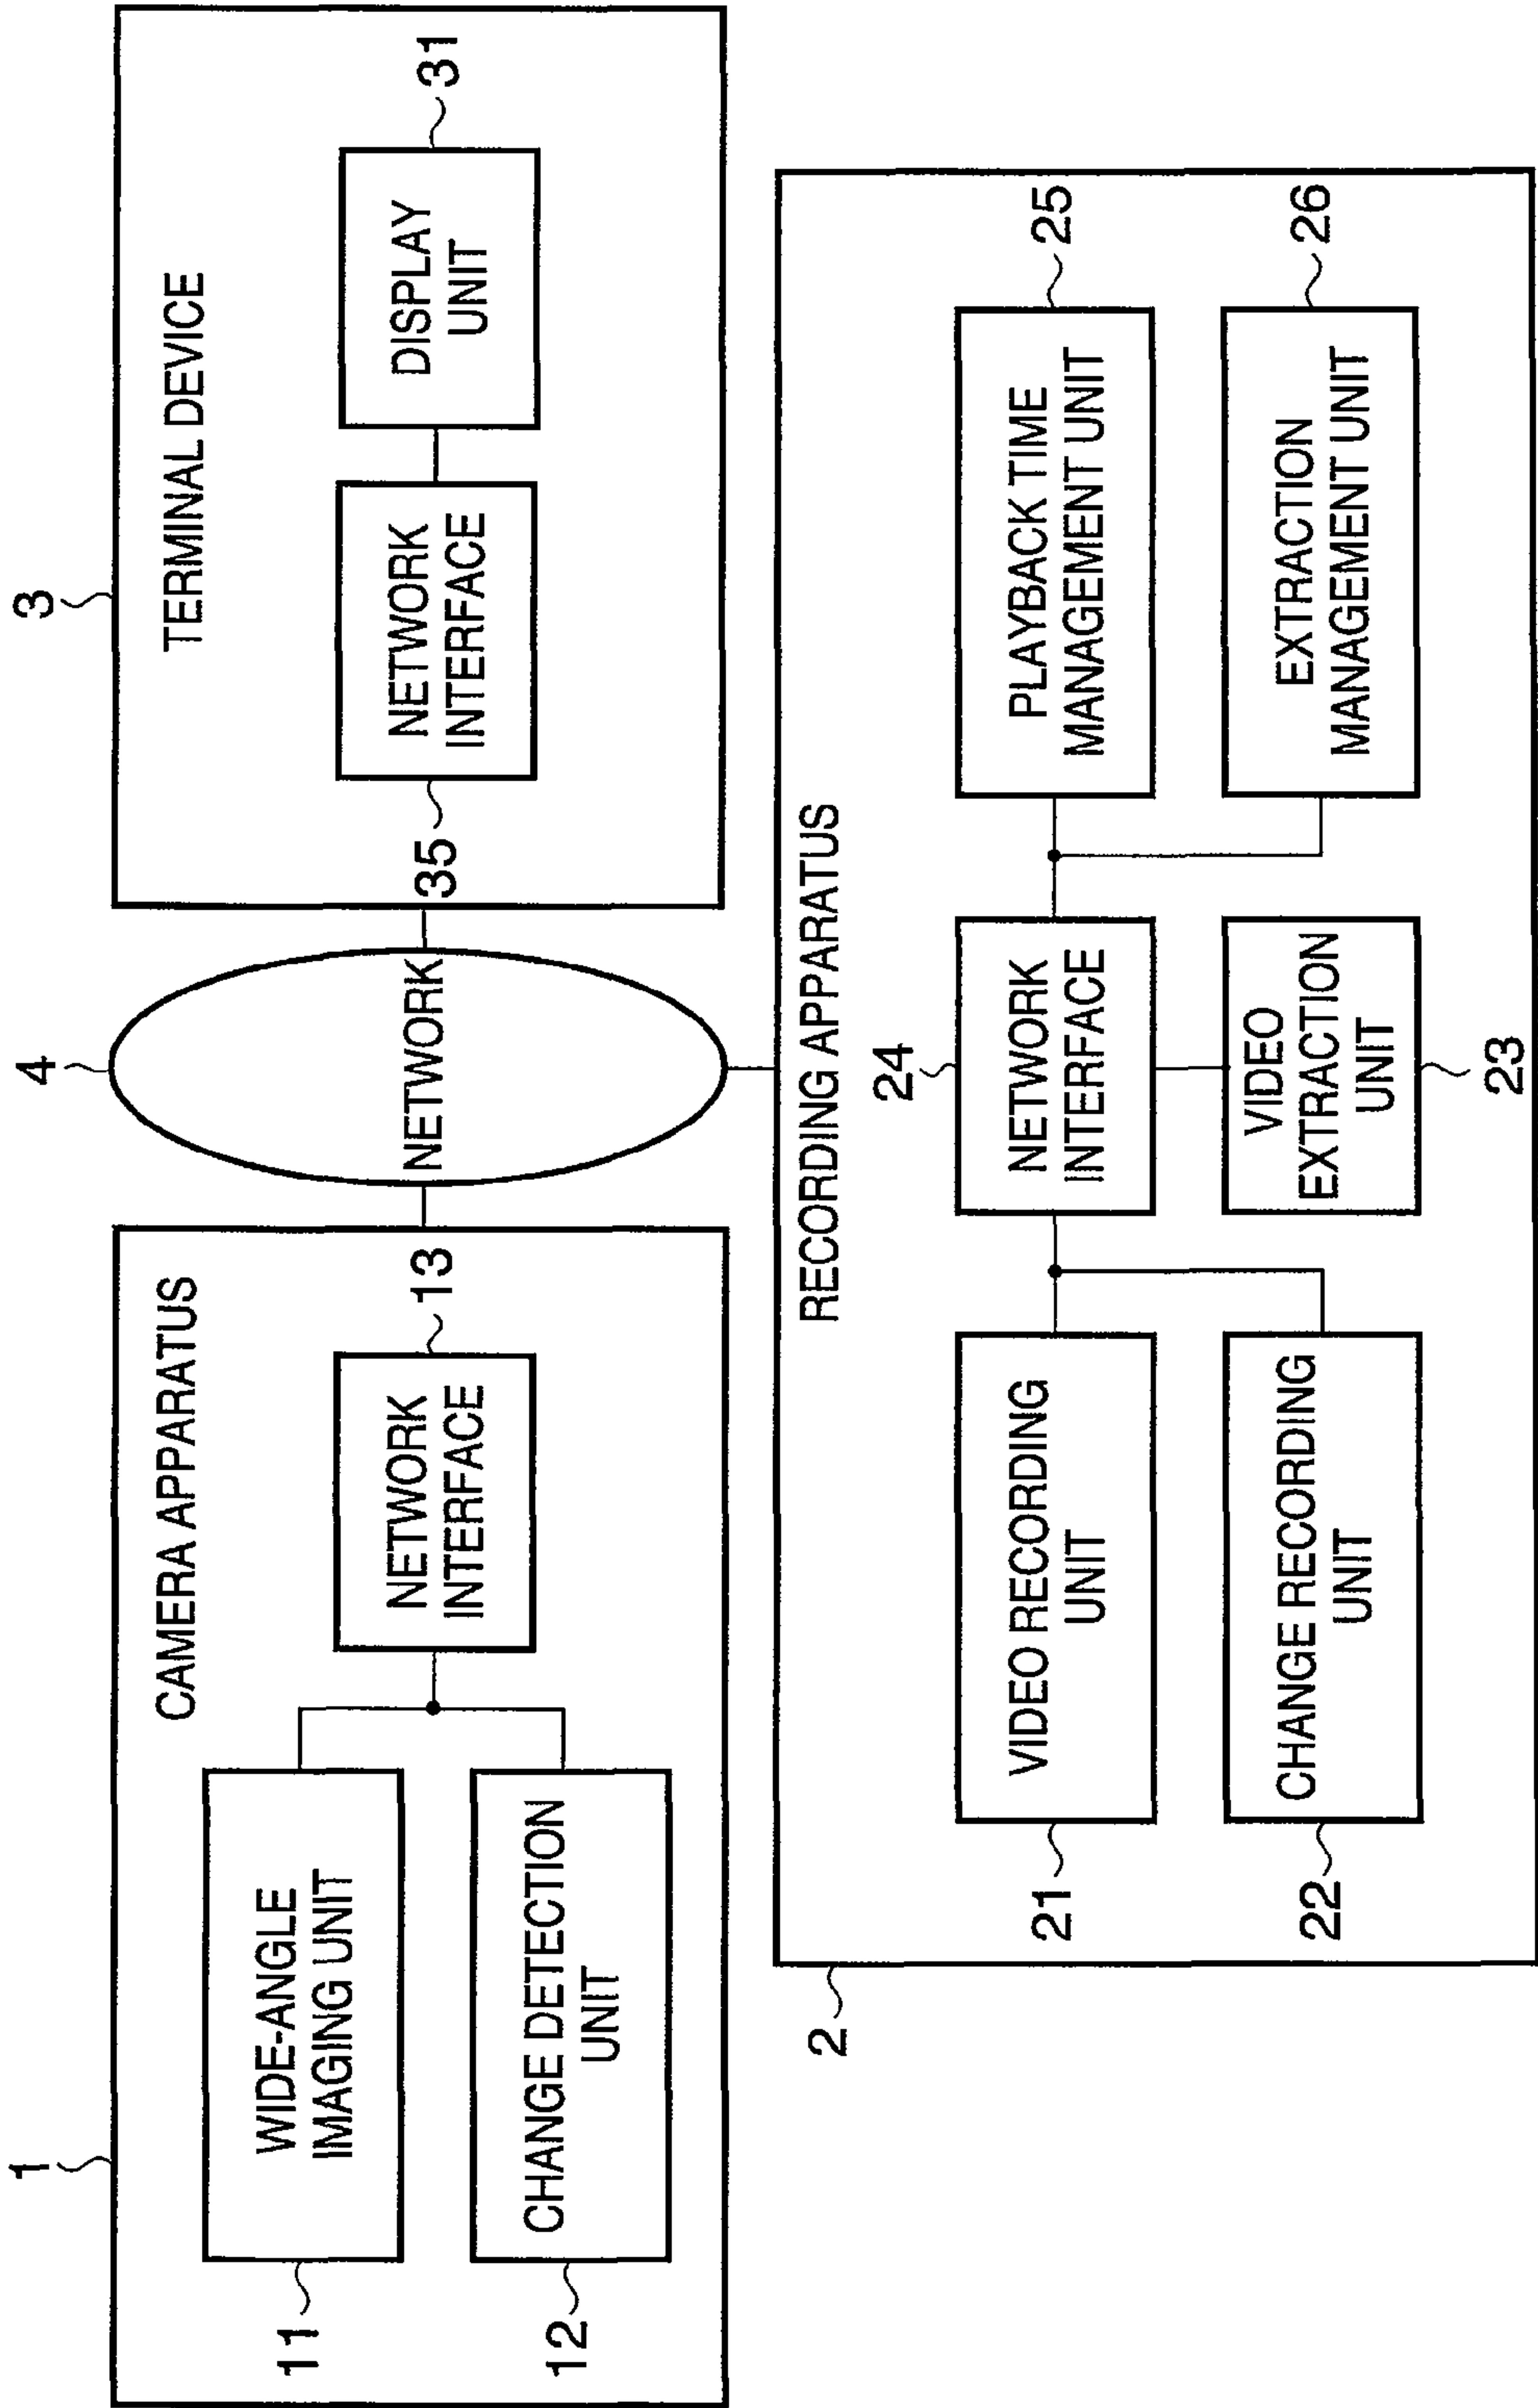 1
4
3
CAMERA APPARATUS
11
WIDE-ANGLE
IMAGING UNIT
12
CHANGE DETECTION
UNIT
13
NETWORK
INTERFACE
NETWORK
TERMINAL DEVICE
35
NETWORK
INTERFACE
DISPLAY
UNIT
31
2
RECORDING APPARATUS
21
VIDEO RECORDING
UNIT
22
CHANGE RECORDING
UNIT
24
NETWORK
INTERFACE
VIDEO
EXTRACTION
UNIT
23
PLAYBACK TIME
MANAGEMENT UNIT
25
EXTRACTION
MANAGEMENT UNIT
26